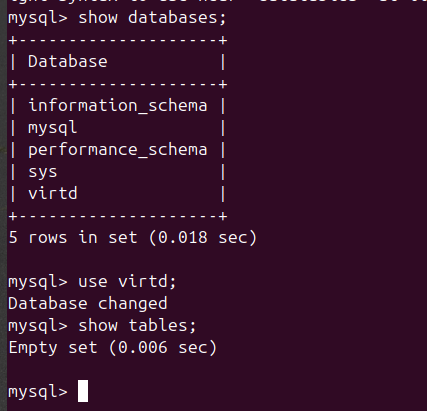 mysql> show databases;
+--------------------+
| Database           |
+--------------------+
| information_schema |
| mysql              |
| performance_schema |
| sys                |
| virtd              |
+--------------------+
5 rows in set (0.018 sec)
mysql> use virtd;
Database changed
mysql> show tables;
Empty set (0.006 sec)
mysql>